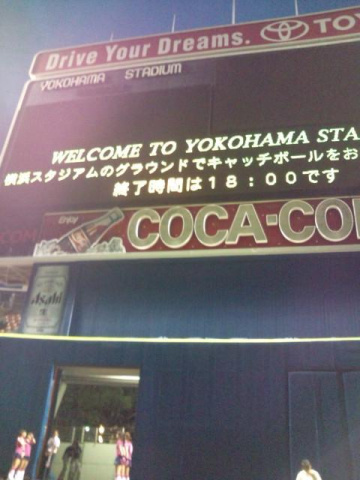 Drive Your Dreams. TOYO
YOKOHAMA STADIUM
WELCOME TO YOKOHAMA STA
横浜スタジアムのグラウンドでキャッチボールをお
終了時間は18:00です
Enjoy
COCA-CO
Asahi